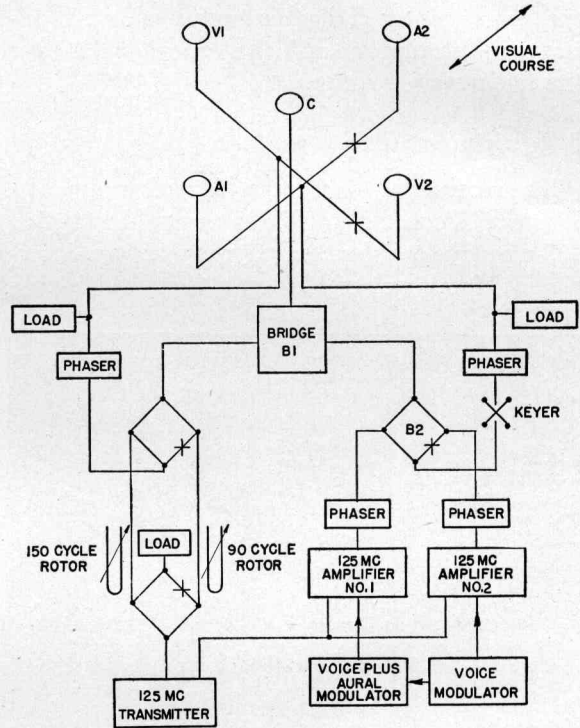 V1
A2
VISUAL
COURSE
C
A1
V2
LOAD
BRIDGE
B1
LOAD
PHASER
PHASER
KEYER
B2
PHASER
PHASER
150 CYCLE
ROTOR
LOAD
90 CYCLE
ROTOR
125 MC
AMPLIFIER
NO.1
125 MC
AMPLIFIER
NO.2
125 MC
TRANSMITTER
VOICE PLUS
AURAL
MODULATOR
VOICE
MODULATOR